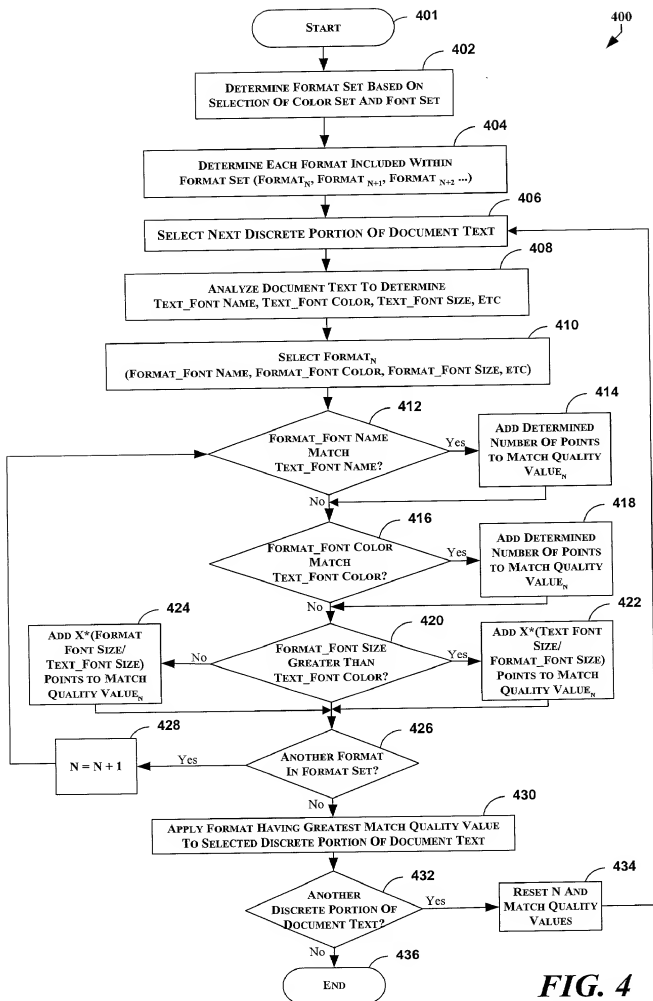 401
START
400
402
DETERMINE FORMAT SET BASED ON
SELECTION OF COLOR SET AND FONT SET
404
DETERMINE EACH FORMAT INCLUDED WITHIN
FORMAT SET (FORMATN, FORMAT N+1, FORMAT N+2 ...)
406
SELECT NEXT DISCRETE PORTION OF DOCUMENT TEXT
408
ANALYZE DOCUMENT TEXT TO DETERMINE
TEXT_FONT NAME, TEXT_FONT COLOR, TEXT_FONT SIZE, ETC
410
SELECT FORMATN
(FORMAT_FONT NAME, FORMAT_FONT COLOR, FORMAT_FONT SIZE, ETC)
412
FORMAT_FONT NAME
MATCH
TEXT_FONT NAME?
Yes
No
414
ADD DETERMINED
NUMBER OF POINTS
TO MATCH QUALITY
VALUEN
416
FORMAT_FONT COLOR
MATCH
TEXT_FONT COLOR?
Yes
No
418
ADD DETERMINED
NUMBER OF POINTS
TO MATCH QUALITY
VALUEN
420
FORMAT_FONT SIZE
GREATER THAN
TEXT_FONT COLOR?
Yes
No
422
ADD X*(TEXT FONT
SIZE/
FORMAT_FONT SIZE)
POINTS TO MATCH
QUALITY VALUEN
424
ADD X*(FORMAT
FONT SIZE/
TEXT_FONT SIZE)
POINTS TO MATCH
QUALITY VALUEN
426
ANOTHER FORMAT
IN FORMAT SET?
Yes
No
428
N = N + 1
430
APPLY FORMAT HAVING GREATEST MATCH QUALITY VALUE
TO SELECTED DISCRETE PORTION OF DOCUMENT TEXT
432
ANOTHER
DISCRETE PORTION OF
DOCUMENT TEXT?
Yes
No
434
RESET N AND
MATCH QUALITY
VALUES
436
END
FIG. 4